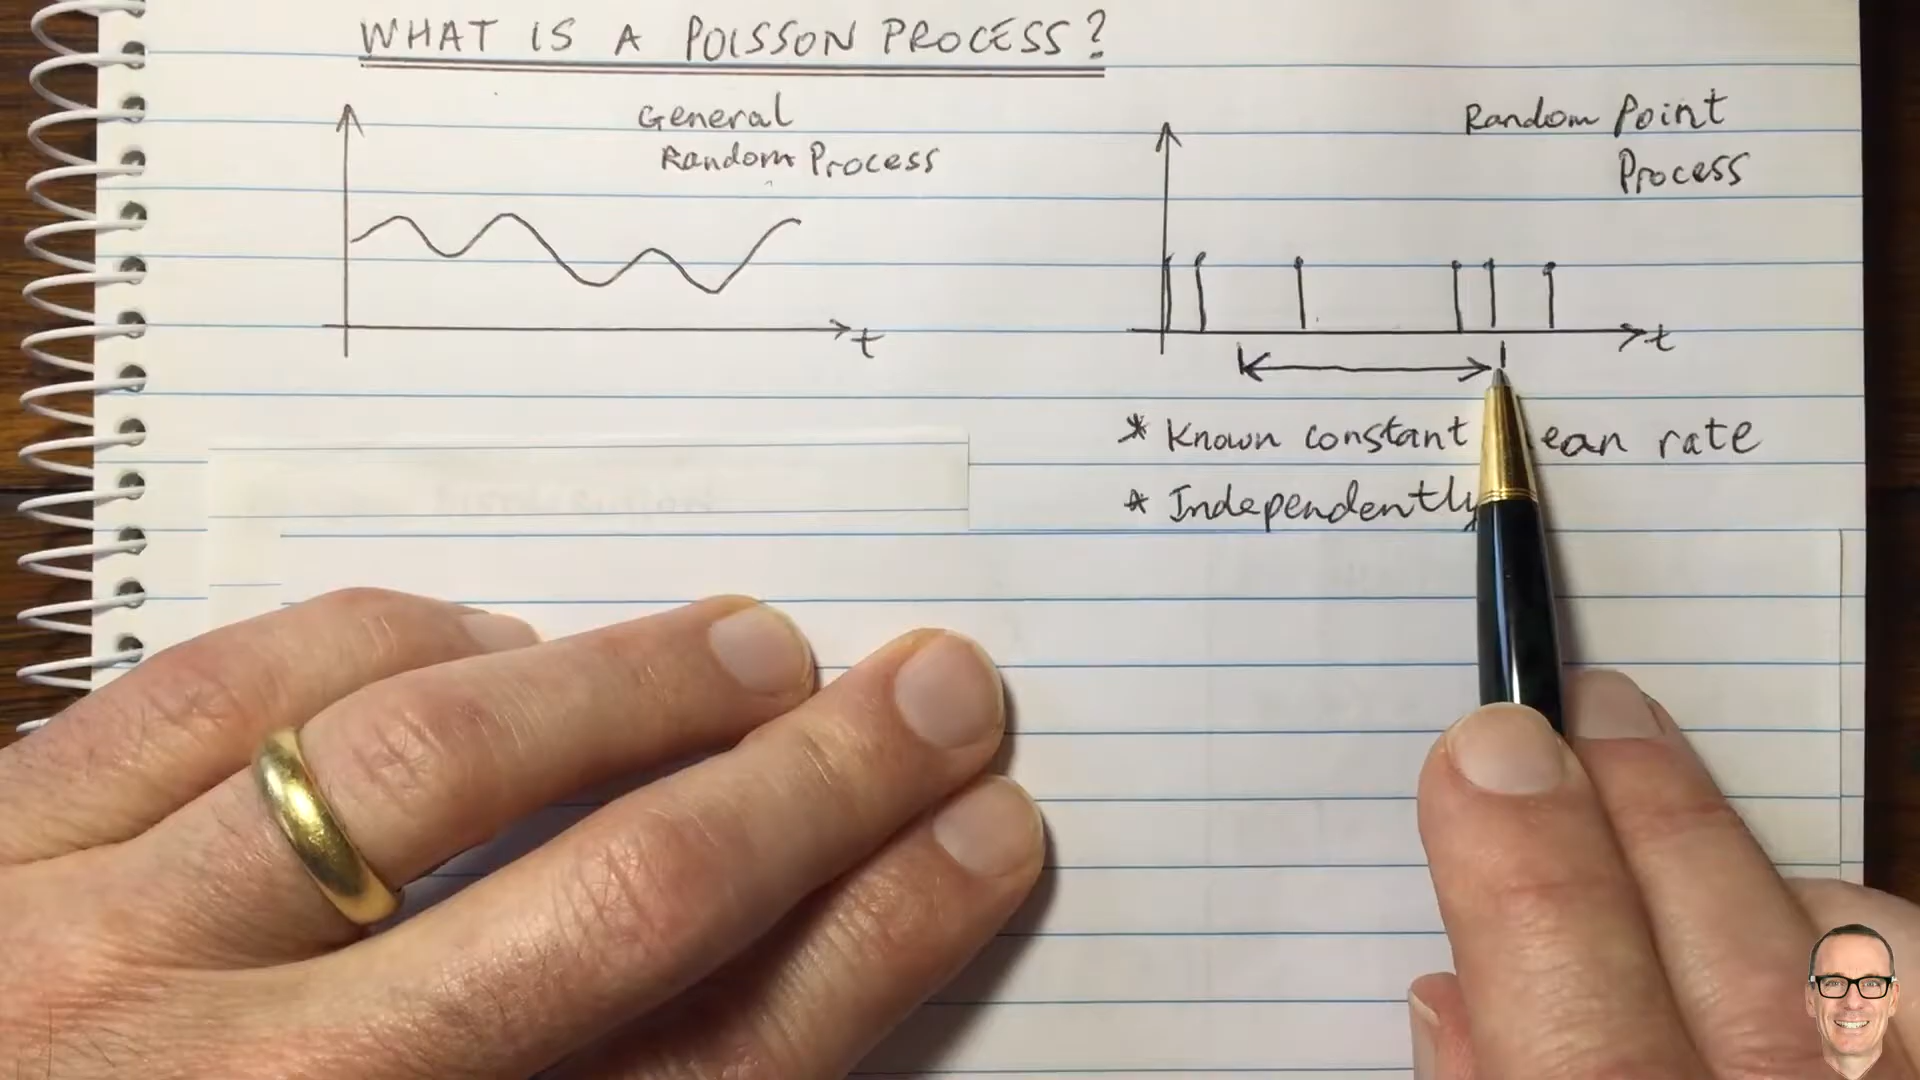 WHAT IS A POISSON PROCESS?
General
Random Process
t
Random Point
Process
t
* Known constant ean rate
* Independently